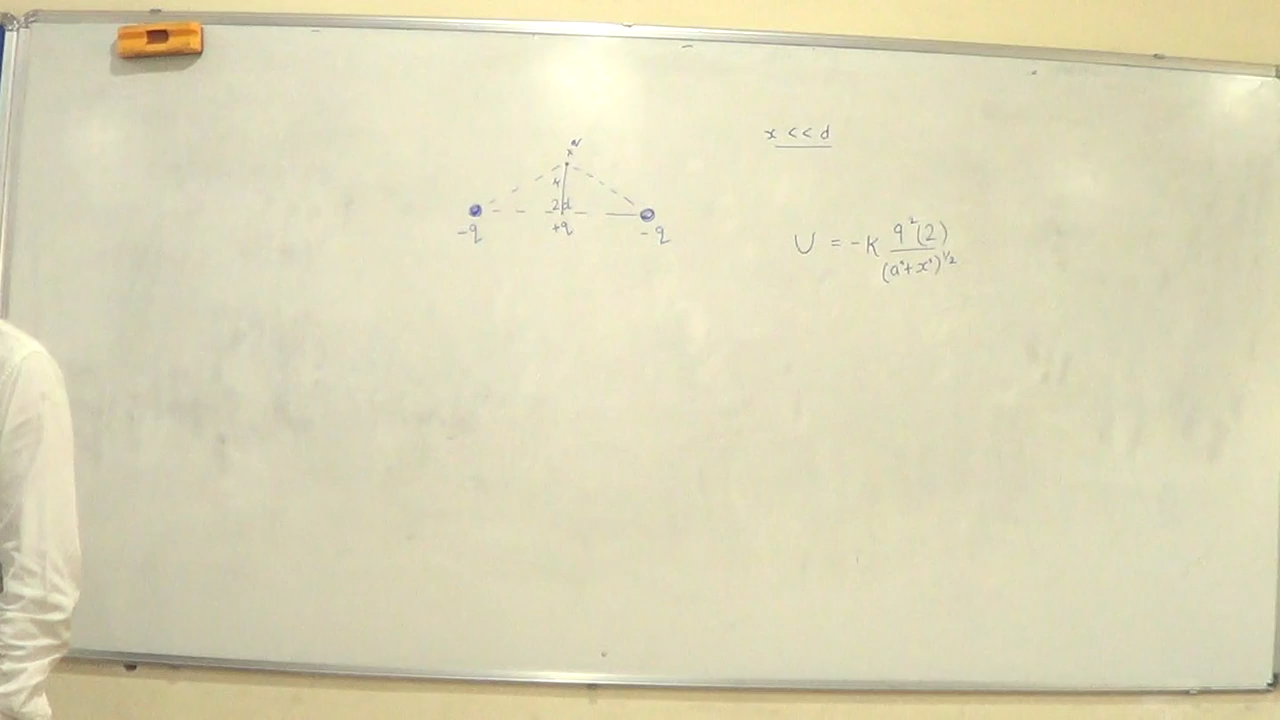 x << d
x
2d
-q +q -q
U = -K q²(2) / (a²+x²)^1/2